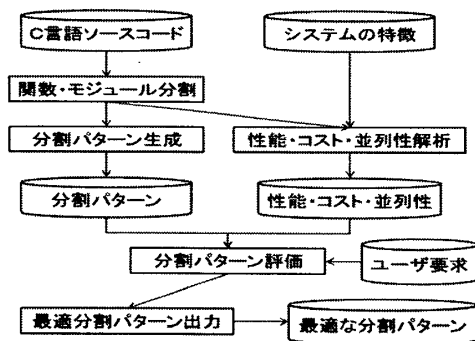 C言語ソースコード
システムの特徴
関数・モジュール分割
分割パターン生成
性能・コスト・並列性解析
分割パターン
性能・コスト・並列性
分割パターン評価
ユーザ要求
最適分割パターン出力
最適な分割パターン